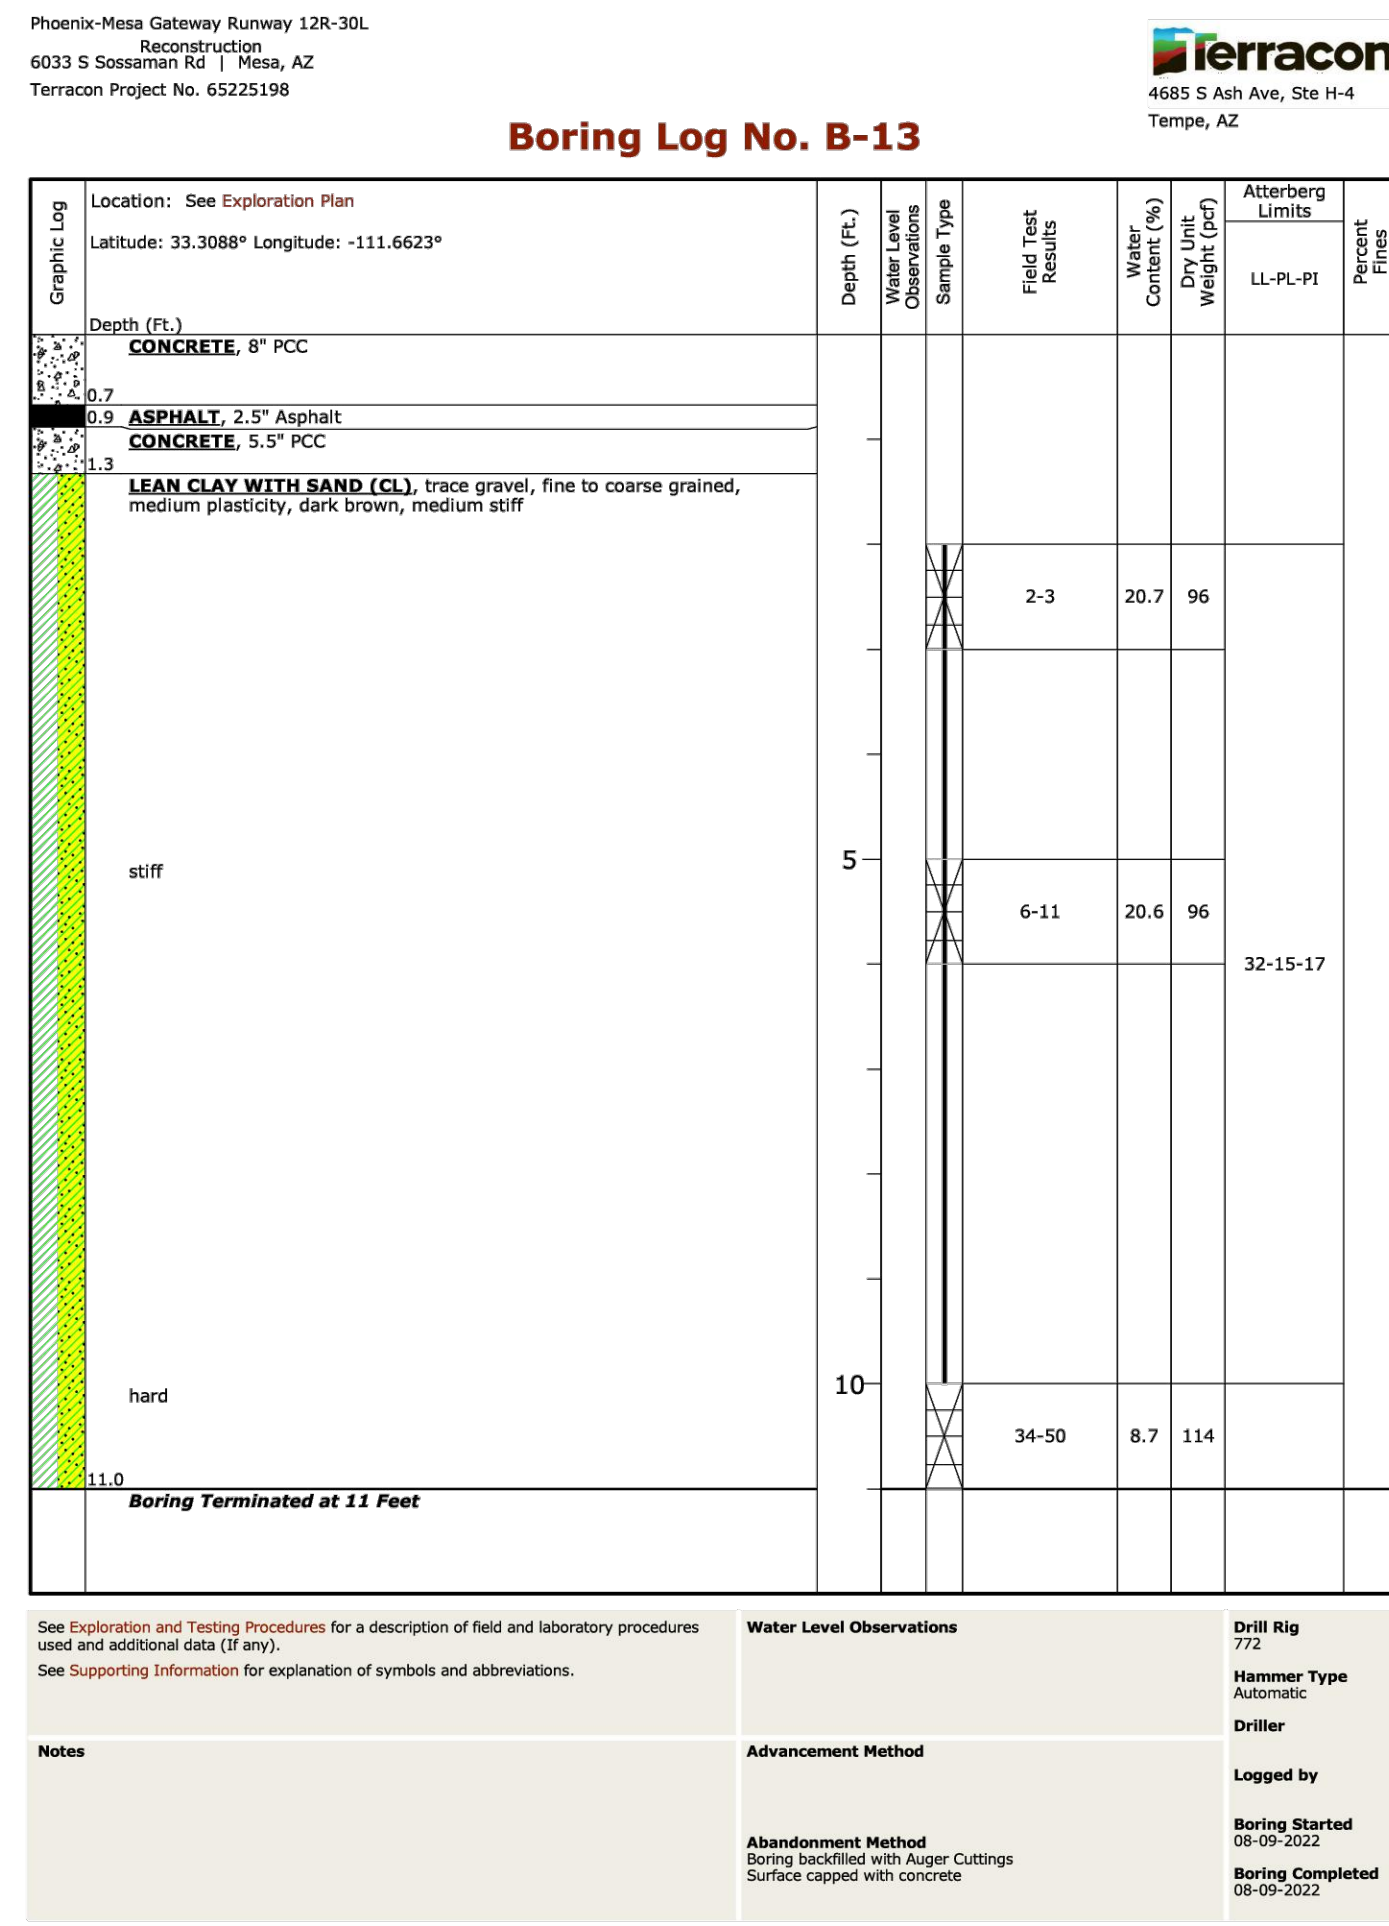 Phoenix-Mesa Gateway Runway 12R-30L
Reconstruction
6033 S Sossaman Rd | Mesa, AZ
Terracon Project No. 65225198
Terracon
4685 S Ash Ave, Ste H-4
Tempe, AZ
Boring Log No. B-13
Graphic Log
Location: See Exploration Plan
Latitude: 33.3088° Longitude: -111.6623°
Depth (Ft.)
Depth (Ft.)
Water Level
Observations
Sample Type
Field Test
Results
Water
Content (%)
Dry Unit
Weight (pcf)
Atterberg
Limits
LL-PL-PI
Percent
Fines
CONCRETE, 8" PCC
0.7
0.9 ASPHALT, 2.5" Asphalt
CONCRETE, 5.5" PCC
1.3
LEAN CLAY WITH SAND (CL), trace gravel, fine to coarse grained,
medium plasticity, dark brown, medium stiff
2-3 20.7 96
5
stiff
6-11 20.6 96
32-15-17
10
hard
34-50 8.7 114
11.0
Boring Terminated at 11 Feet
See Exploration and Testing Procedures for a description of field and laboratory procedures
used and additional data (If any).
See Supporting Information for explanation of symbols and abbreviations.
Notes
Water Level Observations
Advancement Method
Abandonment Method
Boring backfilled with Auger Cuttings
Surface capped with concrete
Drill Rig
772
Hammer Type
Automatic
Driller
Logged by
Boring Started
08-09-2022
Boring Completed
08-09-2022